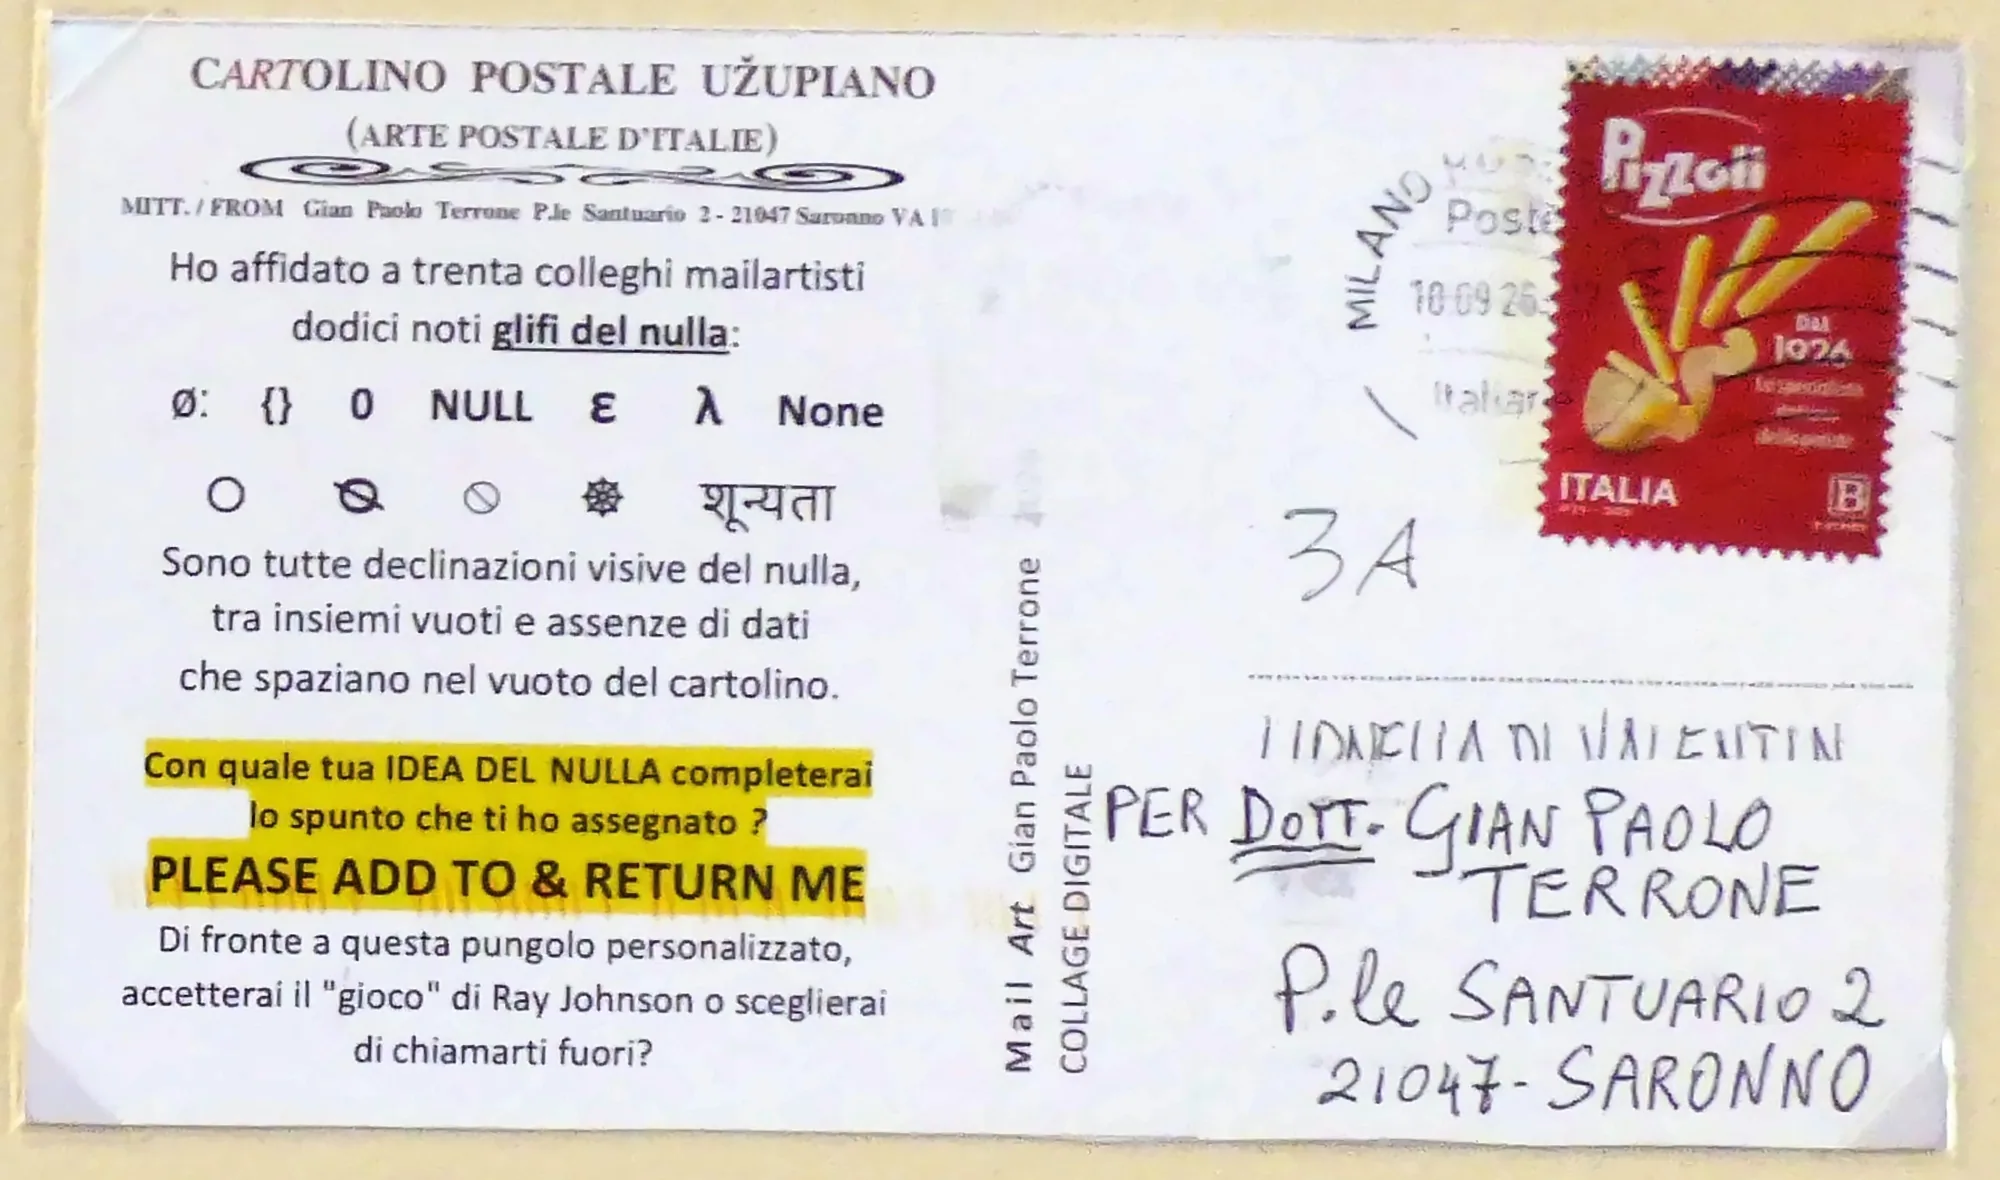 CARTOLINO POSTALE UŽUPIANO
(ARTE POSTALE D'ITALIE)
MITT. / FROM Gian Paolo Terrone P.le Santuario 2 - 21047 Saronno VA
Ho affidato a trenta colleghi mailartisti
dodici noti glifi del nulla:
Ø: {} 0 NULL ε λ None
शून्यता
Sono tutte declinazioni visive del nulla,
tra insiemi vuoti e assenze di dati
che spaziano nel vuoto del cartolino.
Con quale tua IDEA DEL NULLA completerai
lo spunto che ti ho assegnato ?
PLEASE ADD TO & RETURN ME
Di fronte a questa pungolo personalizzato,
accetterai il "gioco" di Ray Johnson o sceglierai
di chiamarti fuori?
Mail Art Gian Paolo Terrone
COLLAGE DIGITALE
MILANO
Poste
Pizzoli
DAL
1926
ITALIA
B
3A
PER DOTT. GIAN PAOLO
TERRONE
P.le SANTUARIO 2
21047 - SARONNO